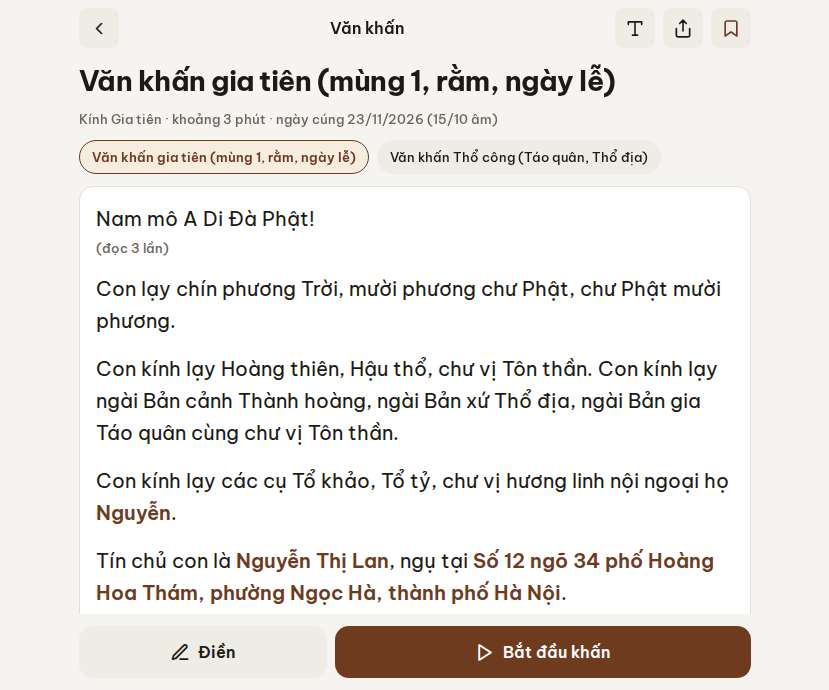 Văn khấn
Văn khấn gia tiên (mùng 1, rằm, ngày lễ)
Kính Gia tiên · khoảng 3 phút · ngày cúng 23/11/2026 (15/10 âm)
Văn khấn gia tiên (mùng 1, rằm, ngày lễ)
Văn khấn Thổ công (Táo quân, Thổ địa)
Nam mô A Di Đà Phật!
(đọc 3 lần)
Con lạy chín phương Trời, mười phương chư Phật, chư Phật mười
phương.
Con kính lạy Hoàng thiên, Hậu thổ, chư vị Tôn thần. Con kính lạy
ngài Bản cảnh Thành hoàng, ngài Bản xứ Thổ địa, ngài Bản gia
Táo quân cùng chư vị Tôn thần.
Con kính lạy các cụ Tổ khảo, Tổ tỷ, chư vị hương linh nội ngoại họ
Nguyễn.
Tín chủ con là Nguyễn Thị Lan, ngụ tại Số 12 ngõ 34 phố Hoàng
Hoa Thám, phường Ngọc Hà, thành phố Hà Nội.
Điền
Bắt đầu khấn